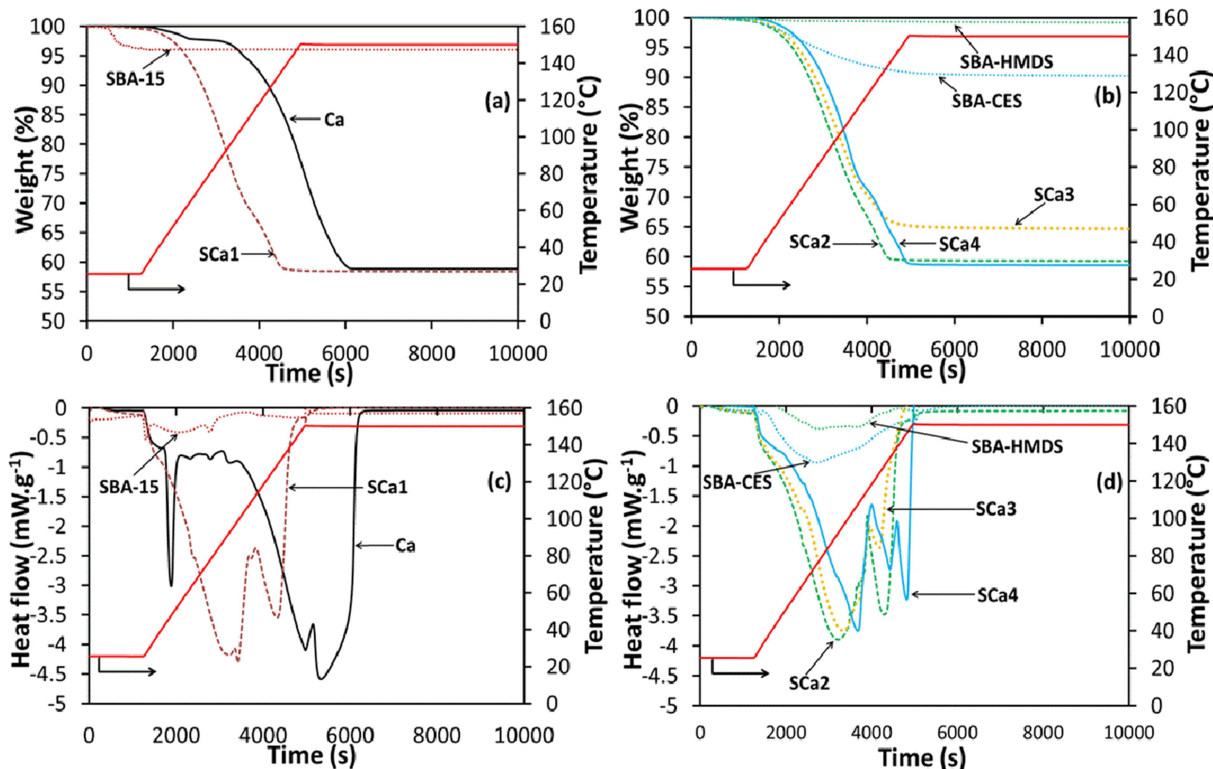 100
95
90
85
80
75
70
65
60
55
50
Weight (%)
SBA-15
(a)
Ca
SCa1
160
140
120
100
80
60
40
20
0
Temperature (°C)
0 2000 4000 6000 8000 10000
Time (s)
100
95
90
85
80
75
70
65
60
55
50
Weight (%)
SBA-HMDS
SBA-CES
(b)
SCa3
SCa2
SCa4
160
140
120
100
80
60
40
20
0
Temperature (°C)
0 2000 4000 6000 8000 10000
Time (s)
0
-0.5
-1
-1.5
-2
-2.5
-3
-3.5
-4
-4.5
-5
Heat flow (mW.g-1)
SBA-15
SCa1
(c)
Ca
160
140
120
100
80
60
40
20
0
Temperature (°C)
0 2000 4000 6000 8000 10000
Time (s)
0
-0.5
-1
-1.5
-2
-2.5
-3
-3.5
-4
-4.5
-5
Heat flow (mW.g-1)
SBA-HMDS
SBA-CES
(d)
SCa3
SCa4
SCa2
160
140
120
100
80
60
40
20
0
Temperature (°C)
0 2000 4000 6000 8000 10000
Time (s)